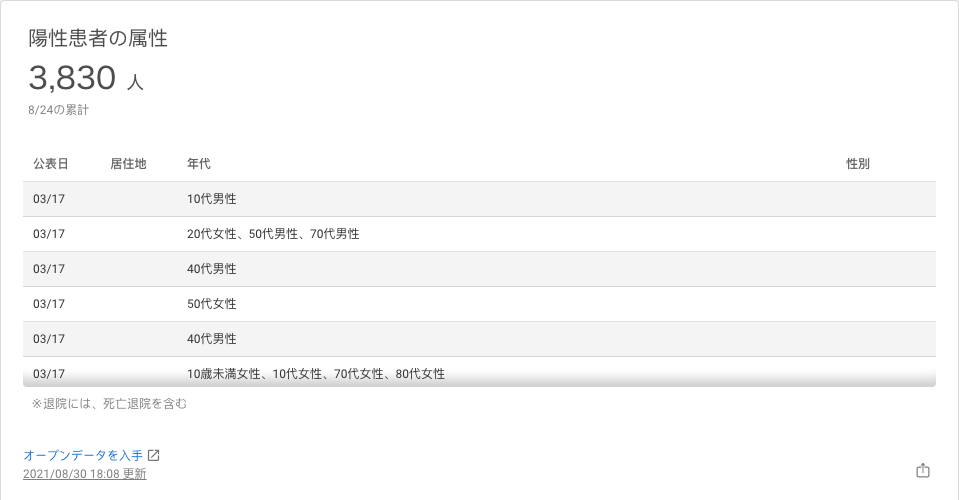 陽性患者の属性
3,830 人
8/24の累計
公表日 居住地 年代 性別
03/17 10代男性
03/17 20代女性、50代男性、70代男性
03/17 40代男性
03/17 50代女性
03/17 40代男性
03/17 10歳未満女性、10代女性、70代女性、80代女性
※退院には、死亡退院を含む
オープンデータを入手
2021/08/30 18:08 更新